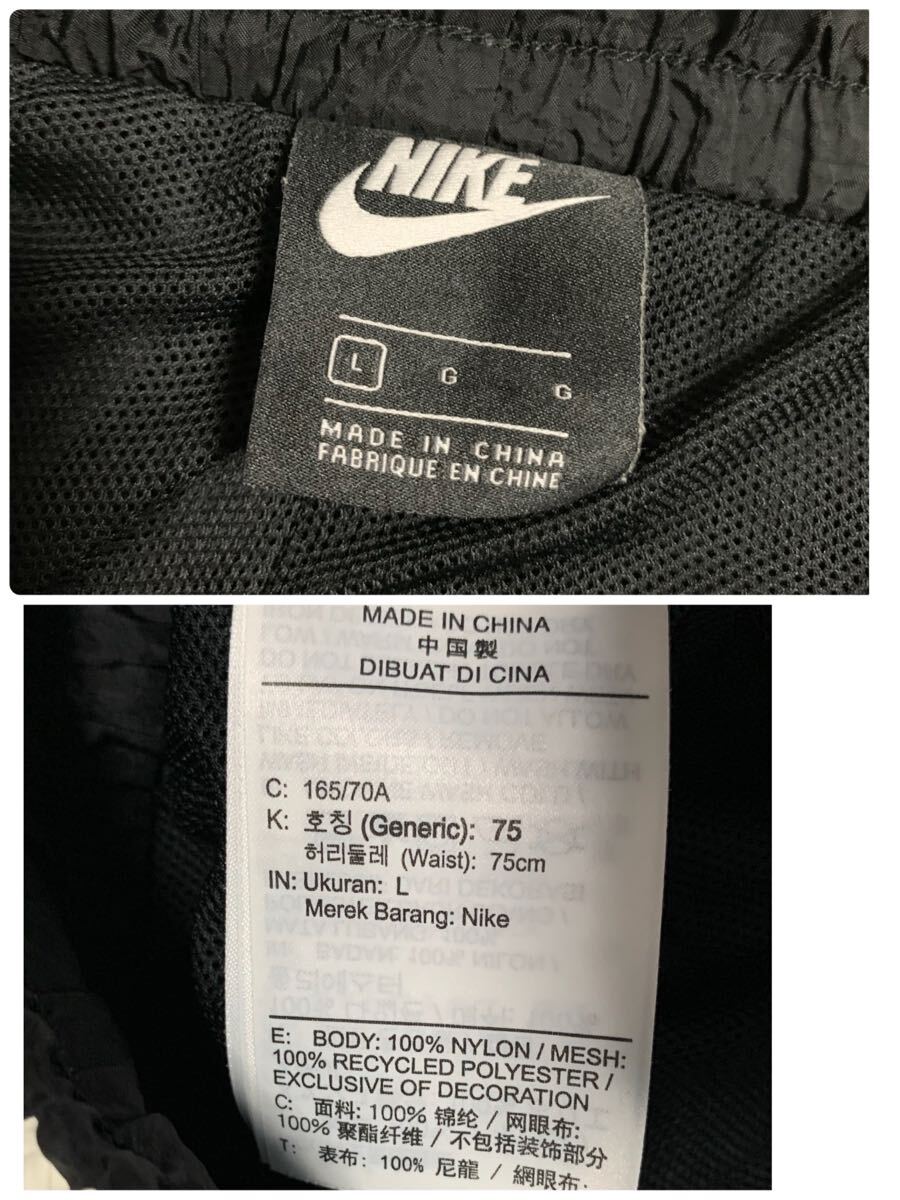 NIKE
L G G
MADE IN CHINA
FABRIQUE EN CHINE
MADE IN CHINA
中国製
DIBUAT DI CINA
C: 165/70A
K: 호칭 (Generic): 75
허리둘레 (Waist): 75cm
IN: Ukuran: L
Merek Barang: Nike
E: BODY: 100% NYLON / MESH:
100% RECYCLED POLYESTER /
EXCLUSIVE OF DECORATION
C: 面料: 100% 锦纶 / 网眼布:
100% 聚酯纤维 / 不包括装饰部分
T: 表布: 100% 尼龍 / 網眼布: